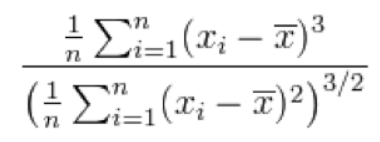 \frac{\frac{1}{n} \sum_{i=1}^{n} (x_i - \overline{x})^3}{\left( \frac{1}{n} \sum_{i=1}^{n} (x_i - \overline{x})^2 \right)^{3/2}}